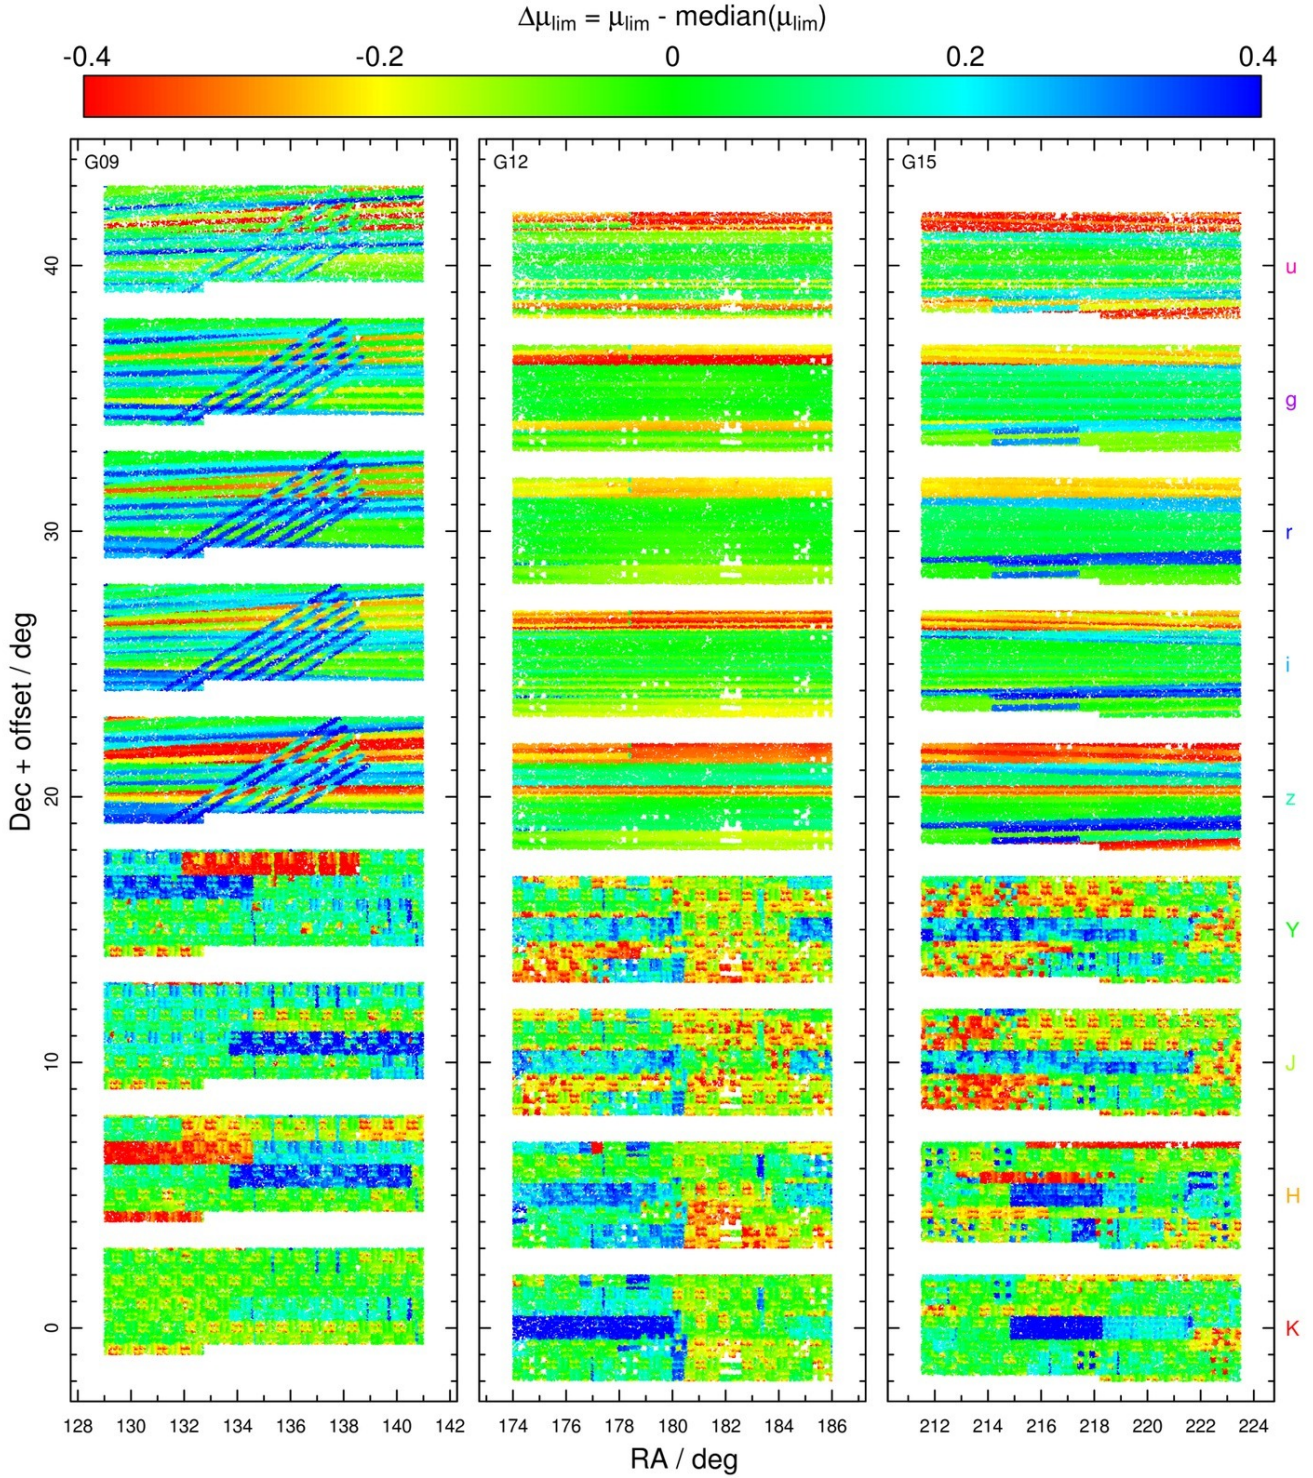 Δμlim = μlim - median(μlim)
-0.4 -0.2 0 0.2 0.4
G09 G12 G15
40 u
g
30 r
i
20 z
Y
10 J
H
0 K
Dec + offset / deg
128 130 132 134 136 138 140 142 174 176 178 180 182 184 186 212 214 216 218 220 222 224
RA / deg